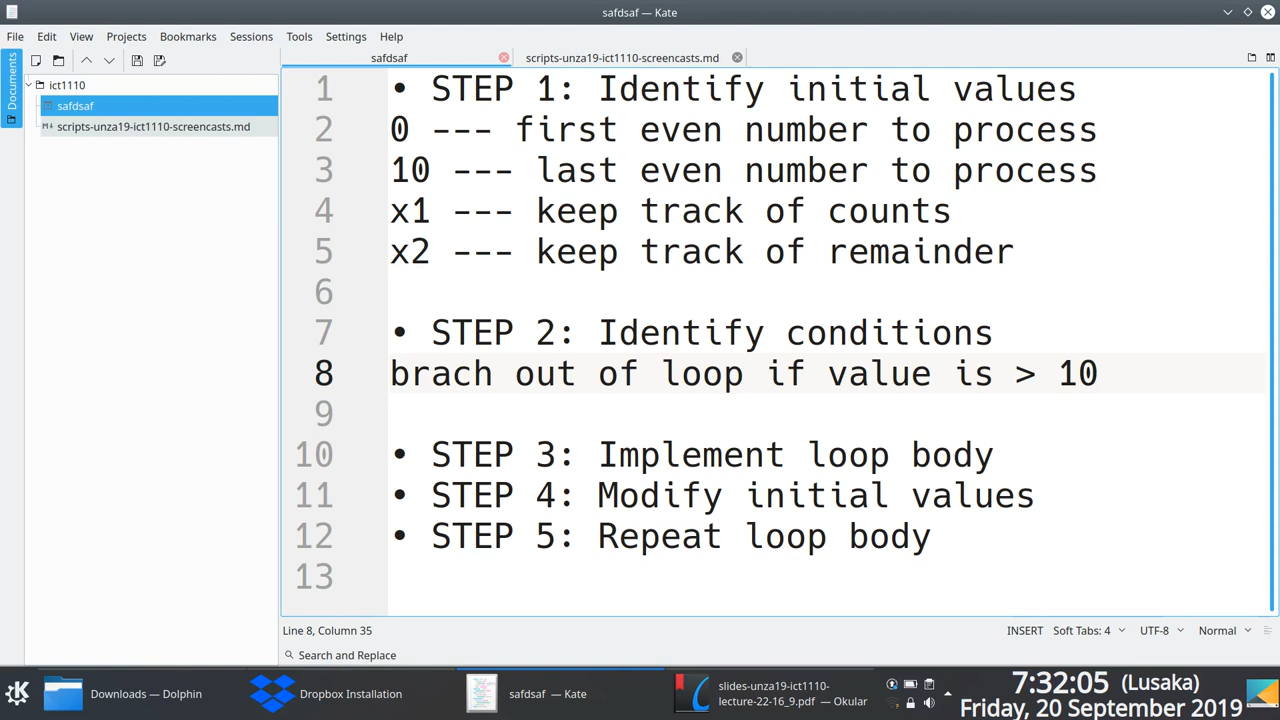 safdsaf — Kate
File Edit View Projects Bookmarks Sessions Tools Settings Help
Documents
safdsaf
scripts-unza19-ict1110-screencasts.md
ict1110
safdsaf
scripts-unza19-ict1110-screencasts.md
1 • STEP 1: Identify initial values
2 0 --- first even number to process
3 10 --- last even number to process
4 x1 --- keep track of counts
5 x2 --- keep track of remainder
6
7 • STEP 2: Identify conditions
8 brach out of loop if value is > 10
9
10 • STEP 3: Implement loop body
11 • STEP 4: Modify initial values
12 • STEP 5: Repeat loop body
13
Line 8, Column 35 INSERT Soft Tabs: 4 UTF-8 Normal
Search and Replace
Downloads — Dolphin
Dropbox Installation
safdsaf — Kate
slides-unza19-ict1110-
lecture-22-16_9.pdf — Okular
7:32:05 (Lusaka)
Friday, 20 September 2019